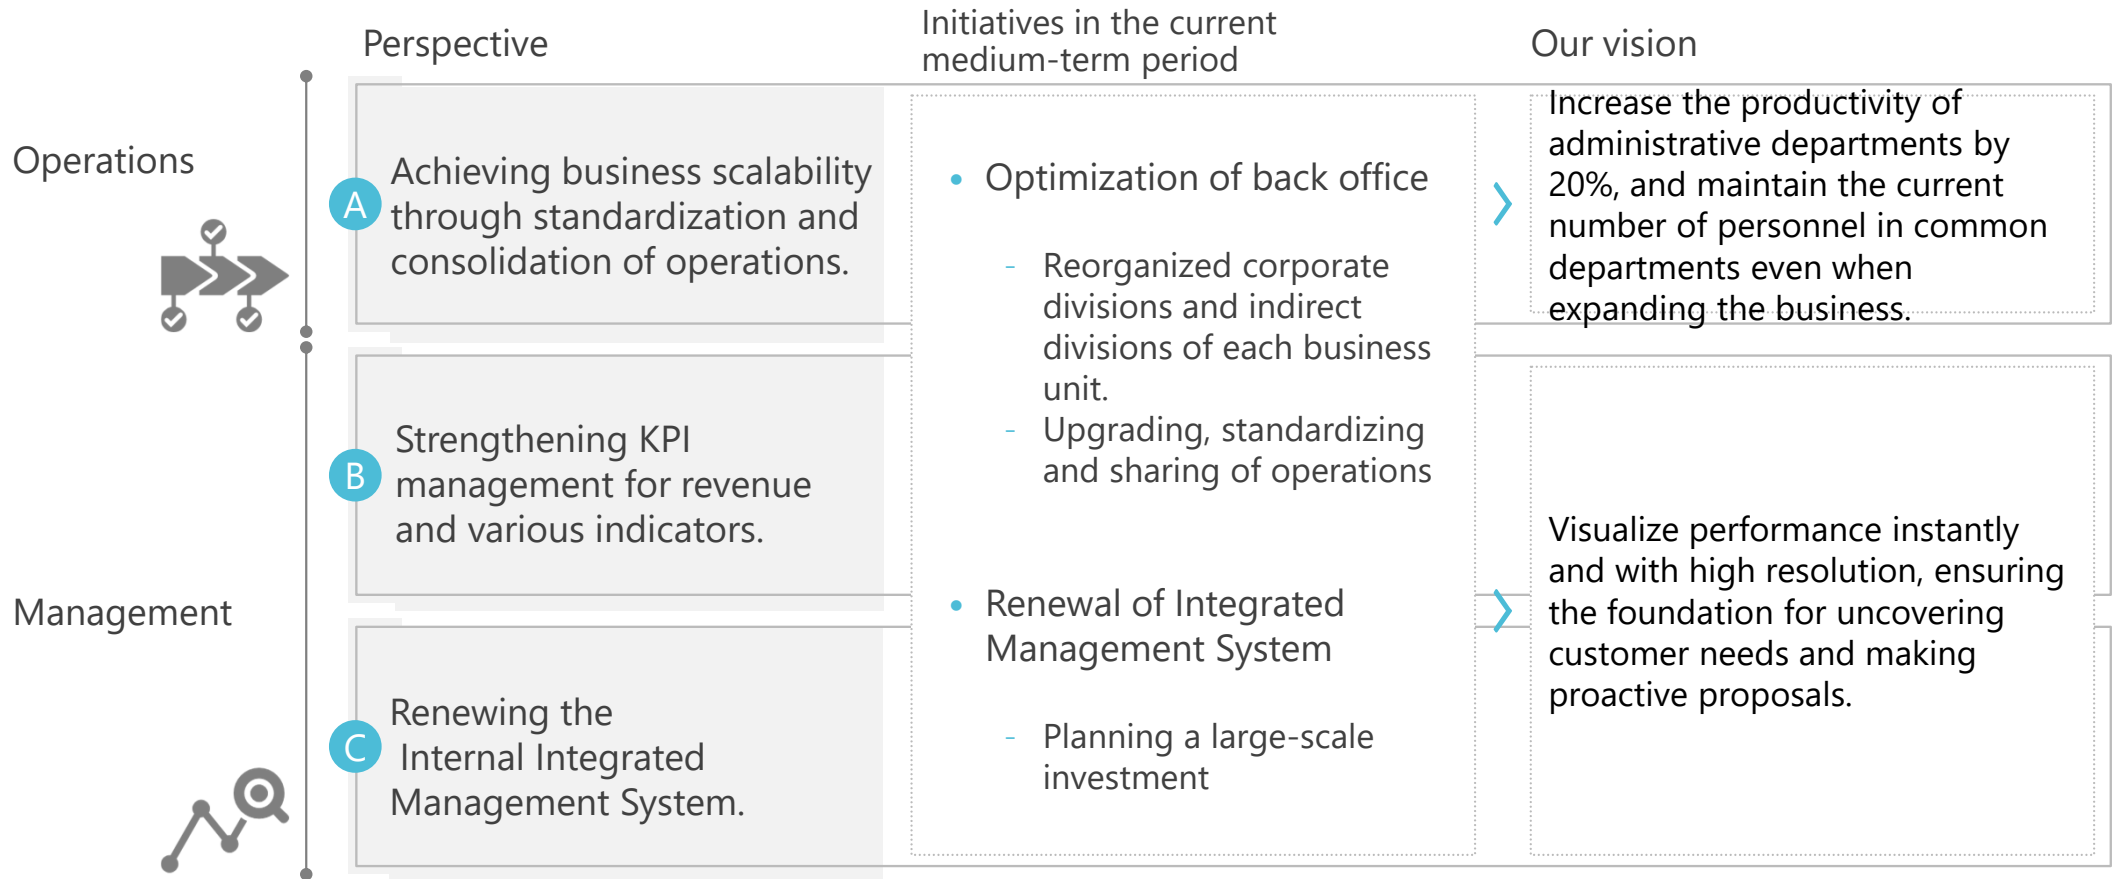 Perspective
Initiatives in the current
medium-term period
Our vision
Operations
A
Achieving business scalability
through standardization and
consolidation of operations.
• Optimization of back office
- Reorganized corporate
divisions and indirect
divisions of each business
unit.
- Upgrading, standardizing
and sharing of operations
Increase the productivity of
administrative departments by
20%, and maintain the current
number of personnel in common
departments even when
expanding the business.
Management
B
Strengthening KPI
management for revenue
and various indicators.
C
Renewing the
Internal Integrated
Management System.
• Renewal of Integrated
Management System
- Planning a large-scale
investment
Visualize performance instantly
and with high resolution, ensuring
the foundation for uncovering
customer needs and making
proactive proposals.